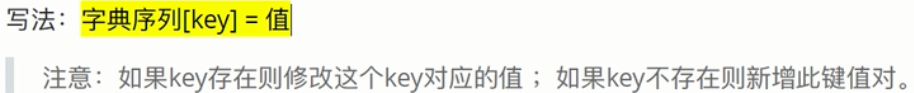 写法：字典序列[key] = 值
注意：如果key存在则修改这个key对应的值 ；如果key不存在则新增此键值对。